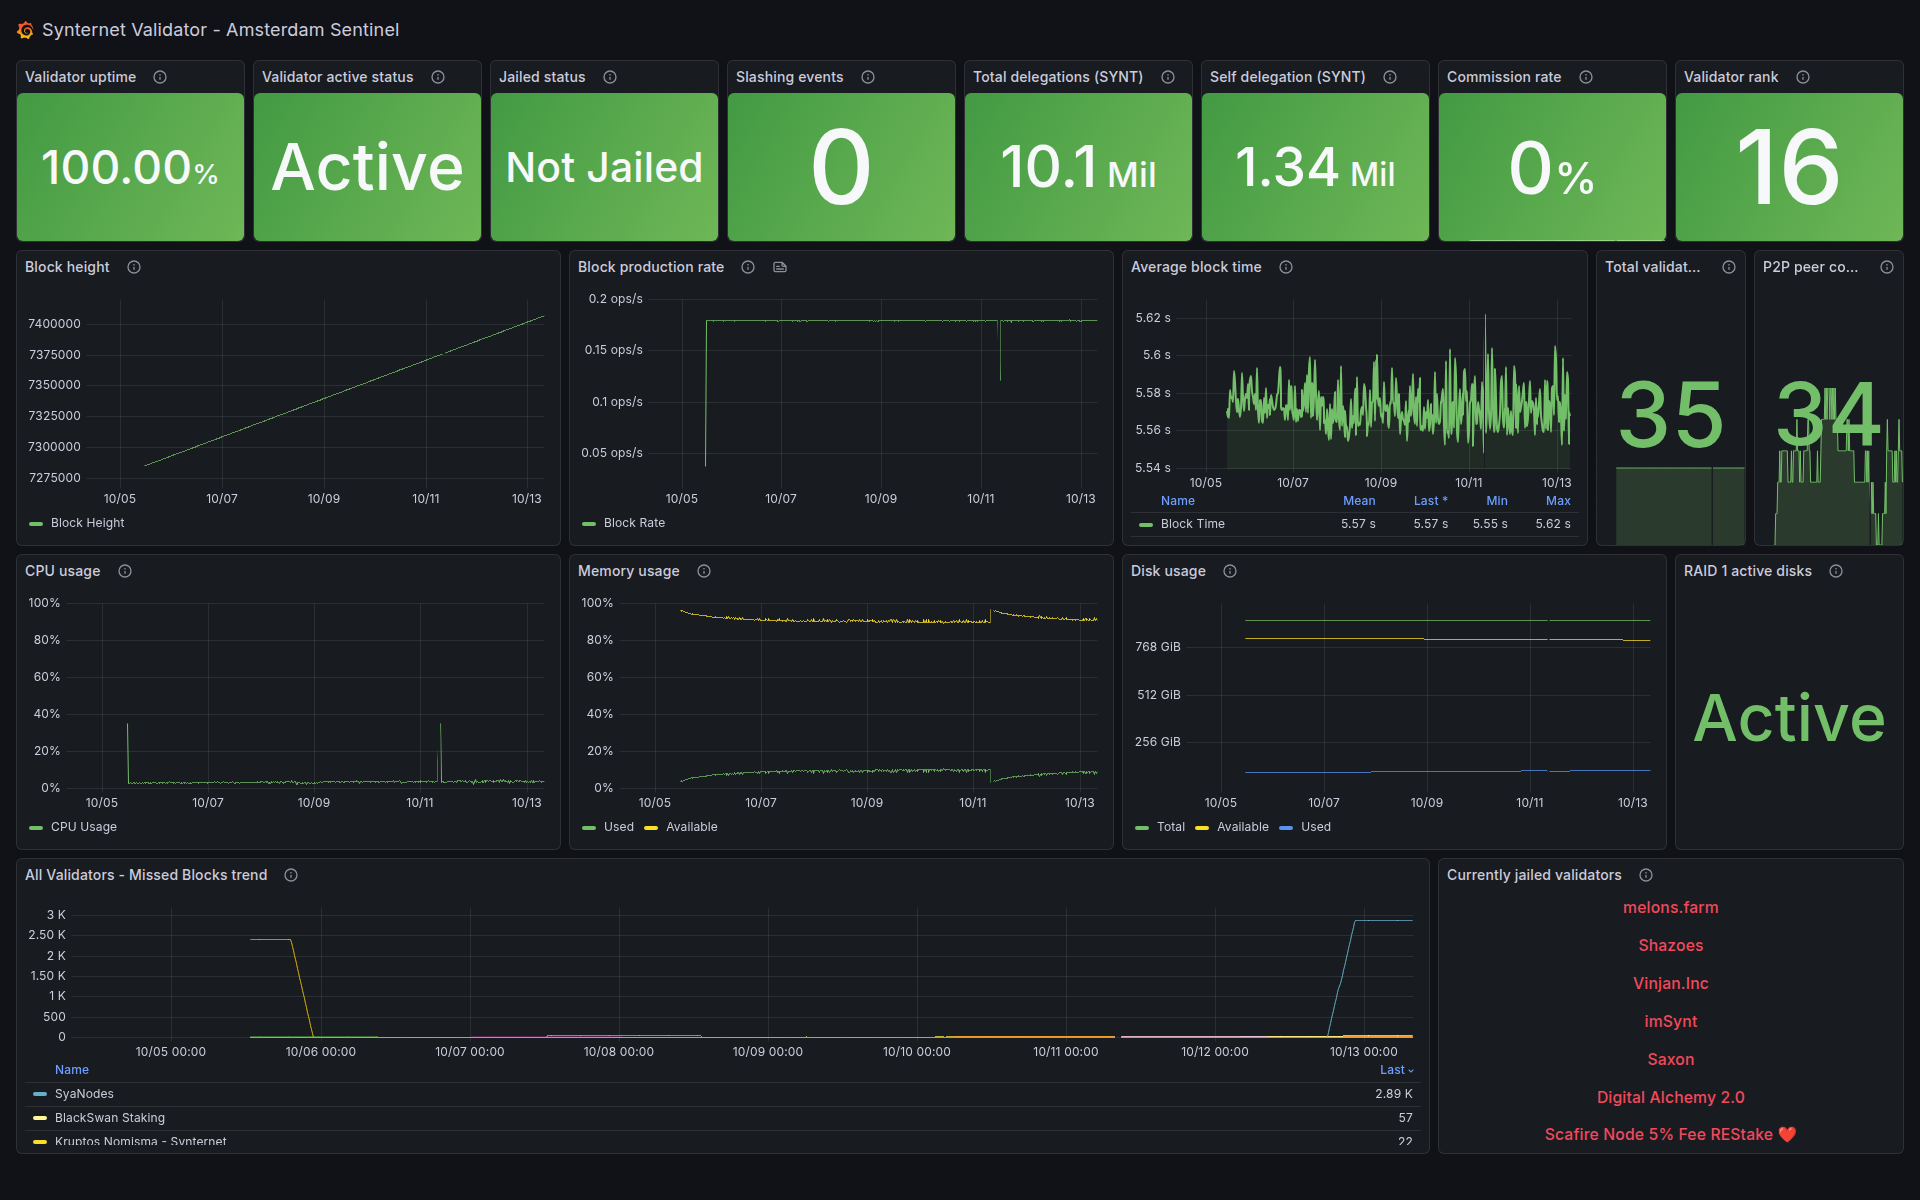 Synternet Validator - Amsterdam Sentinel
Validator uptime
100.00%
Validator active status
Active
Jailed status
Not Jailed
Slashing events
0
Total delegations (SYNT)
10.1 Mil
Self delegation (SYNT)
1.34 Mil
Commission rate
0%
Validator rank
16
Block height
7400000
7375000
7350000
7325000
7300000
7275000
10/05 10/07 10/09 10/11 10/13
Block Height
Block production rate
0.2 ops/s
0.15 ops/s
0.1 ops/s
0.05 ops/s
10/05 10/07 10/09 10/11 10/13
Block Rate
Average block time
5.62 s
5.6 s
5.58 s
5.56 s
5.54 s
10/05 10/07 10/09 10/11 10/13
Name Mean Last * Min Max
Block Time 5.57 s 5.57 s 5.55 s 5.62 s
Total validat...
35
P2P peer co...
34
CPU usage
100%
80%
60%
40%
20%
0%
10/05 10/07 10/09 10/11 10/13
CPU Usage
Memory usage
100%
80%
60%
40%
20%
0%
10/05 10/07 10/09 10/11 10/13
Used Available
Disk usage
768 GiB
512 GiB
256 GiB
10/05 10/07 10/09 10/11 10/13
Total Available Used
RAID 1 active disks
Active
All Validators - Missed Blocks trend
3 K
2.50 K
2 K
1.50 K
1 K
500
0
10/05 00:00 10/06 00:00 10/07 00:00 10/08 00:00 10/09 00:00 10/10 00:00 10/11 00:00 10/12 00:00 10/13 00:00
Name Last
SyaNodes 2.89 K
BlackSwan Staking 57
Kruptos Nomisma - Synternet 22
Currently jailed validators
melons.farm
Shazoes
Vinjan.Inc
imSynt
Saxon
Digital Alchemy 2.0
Scafire Node 5% Fee REStake ❤️